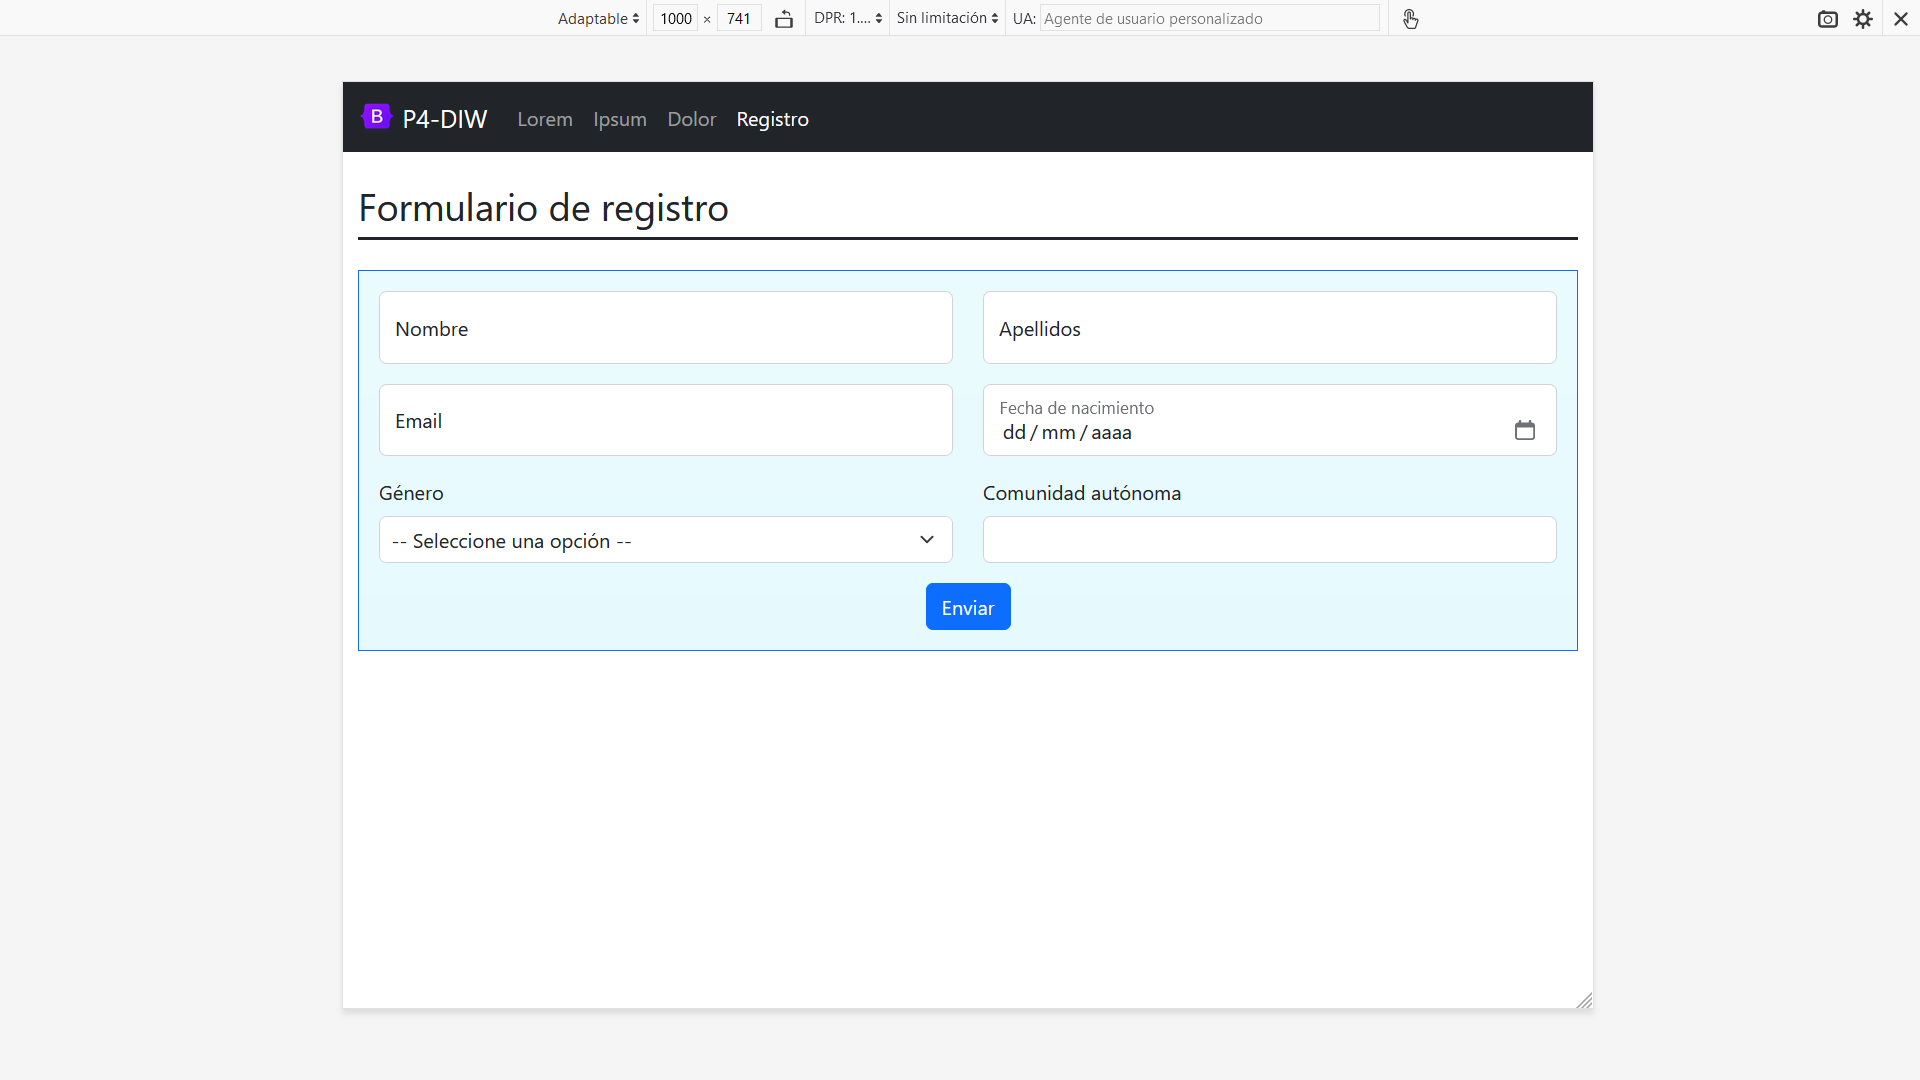 Adaptable 1000 × 741 DPR: 1.... Sin limitación UA: Agente de usuario personalizado
B P4-DIW Lorem Ipsum Dolor Registro
Formulario de registro
Nombre Apellidos
Email Fecha de nacimiento
dd / mm / aaaa
Género Comunidad autónoma
-- Seleccione una opción --
Enviar